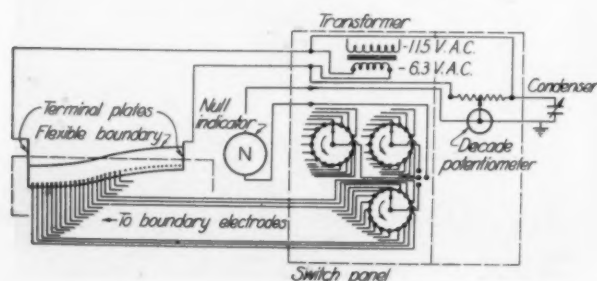 Transformer
-115 V.A.C.
-6.3 V.A.C.
Condenser
Null
indicator
Terminal plates
Flexible boundary
N
Decade
potentiometer
To boundary electrodes
Switch panel